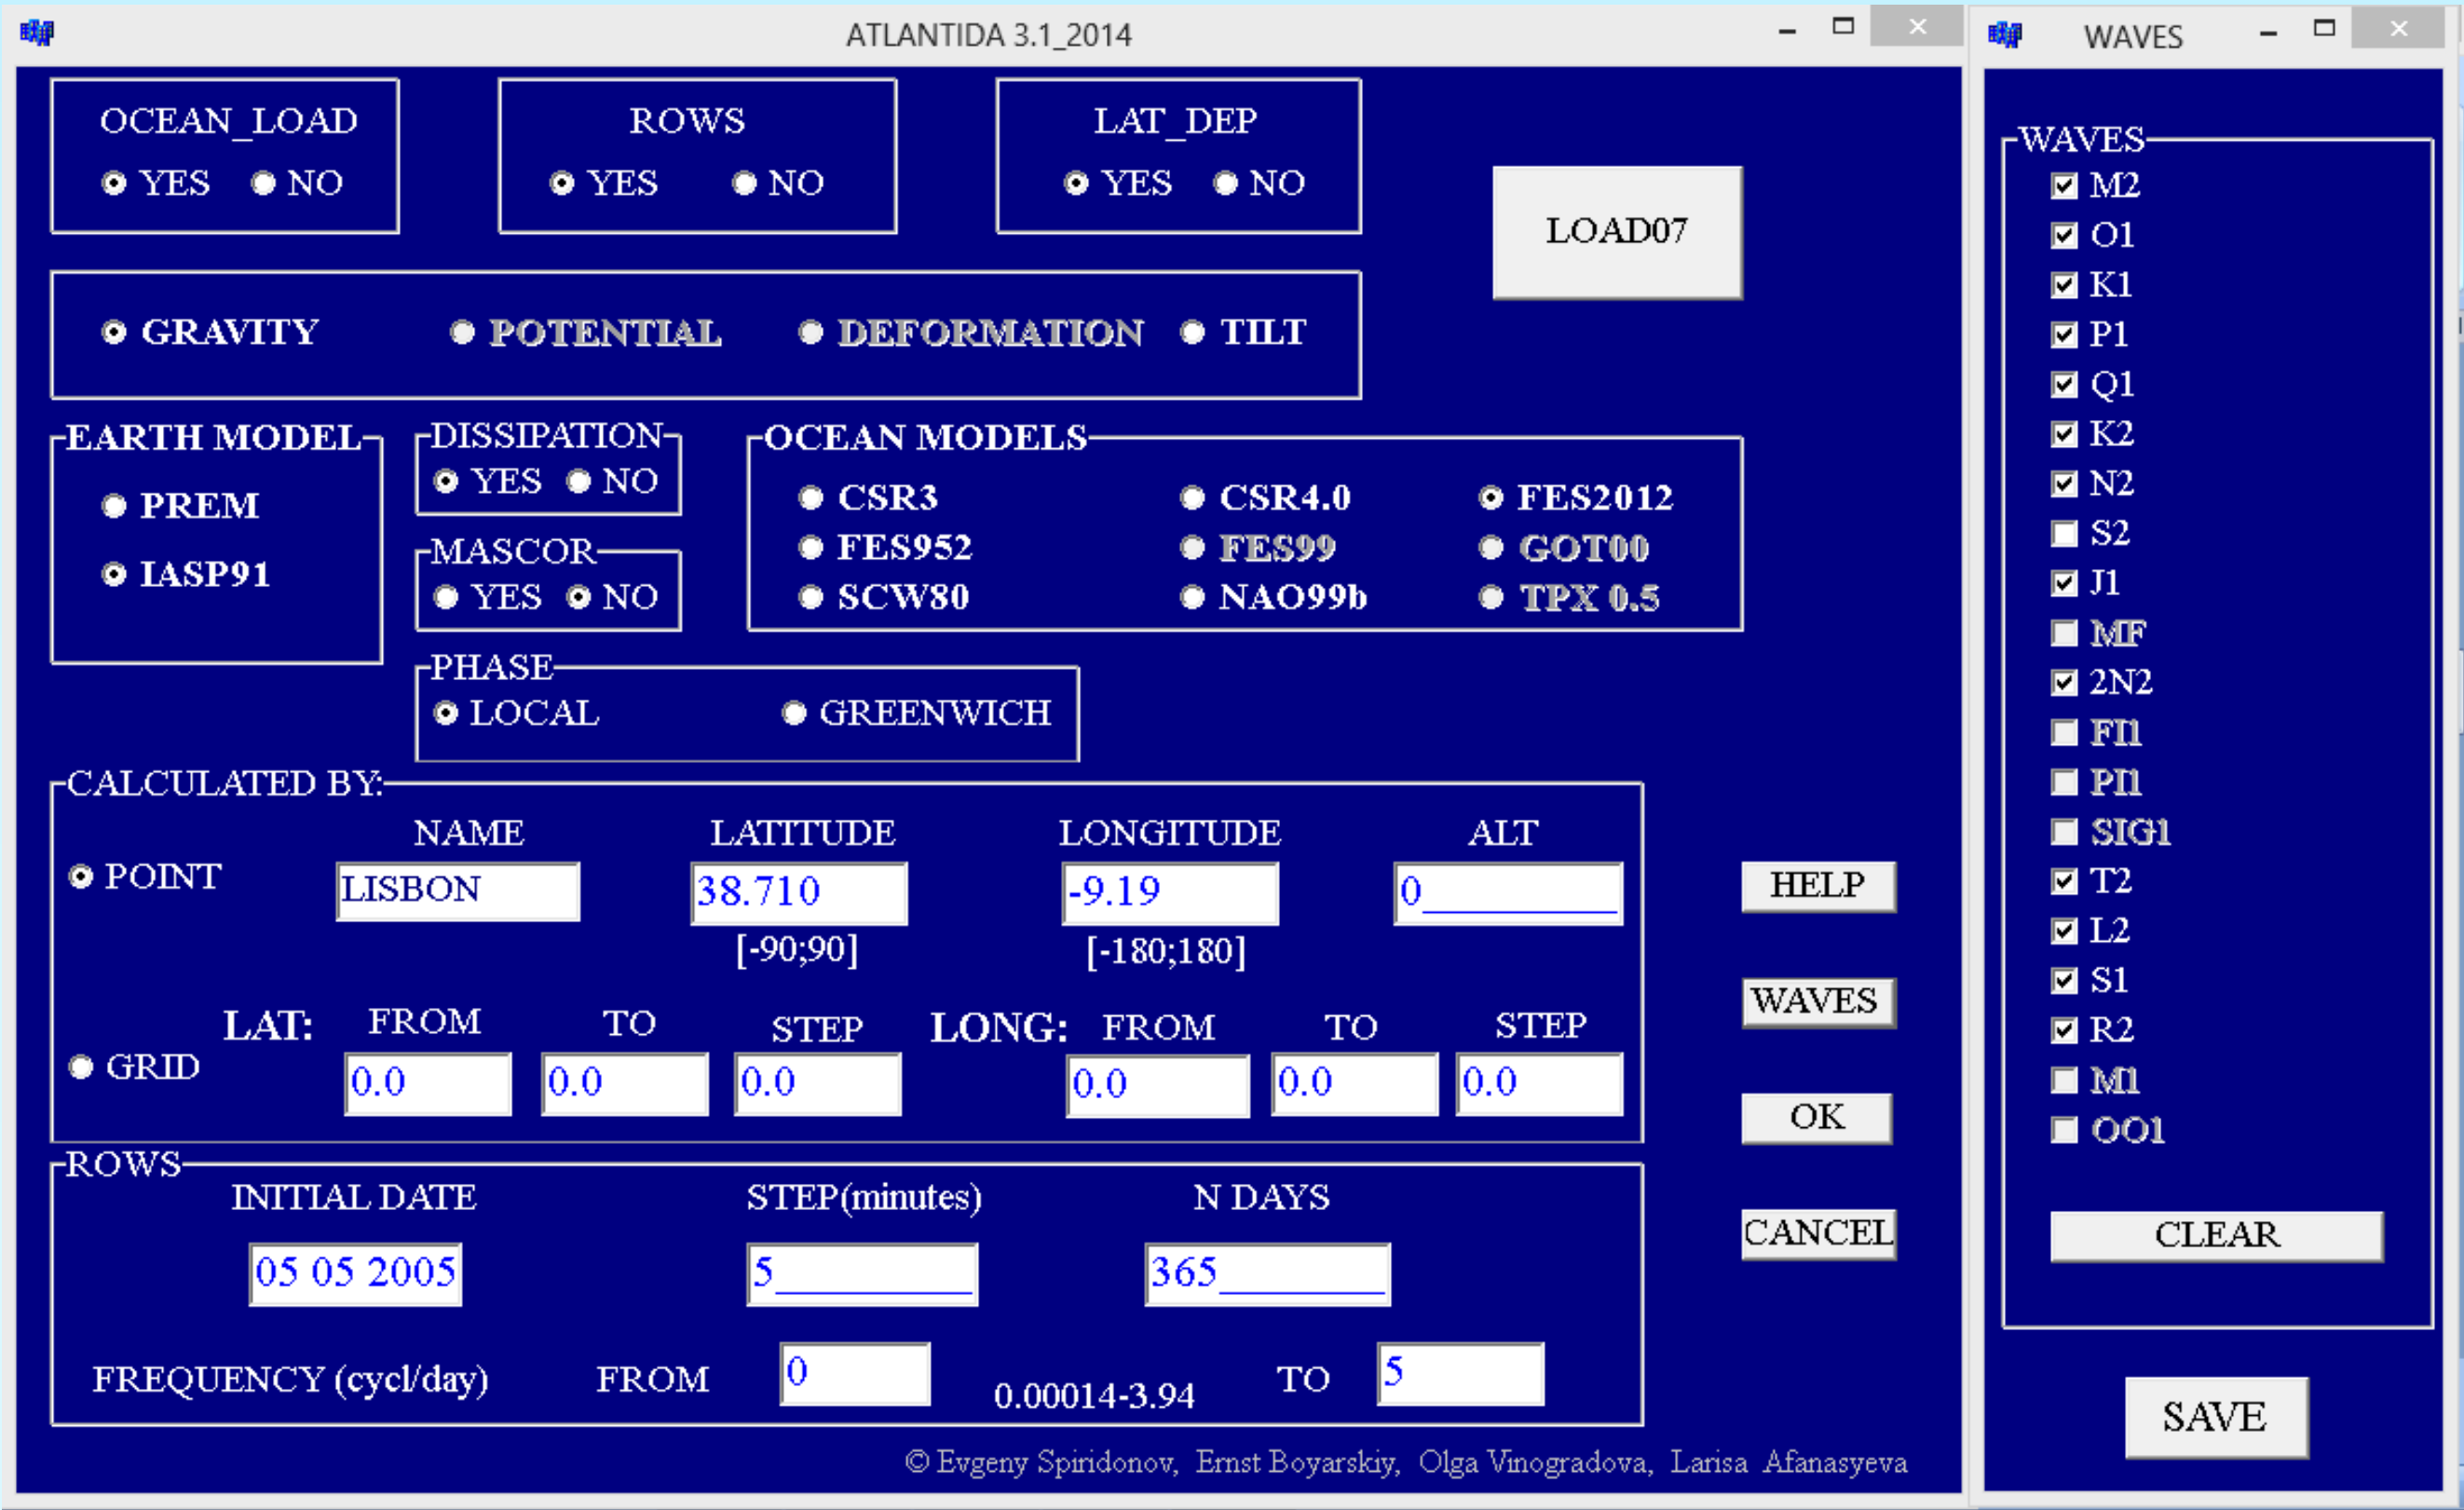 ATLANTIDA 3.1_2014
OCEAN_LOAD
YES NO
ROWS
YES NO
LAT_DEP
YES NO
LOAD07
GRAVITY POTENTIAL DEFORMATION TILT
EARTH MODEL
PREM
IASP91
DISSIPATION
YES NO
MASCOR
YES NO
OCEAN MODELS
CSR3 CSR4.0 FES2012
FES952 FES99 GOT00
SCW80 NAO99b TPX 0.5
PHASE
LOCAL GREENWICH
CALCULATED BY:
NAME LATITUDE LONGITUDE ALT
POINT LISBON 38.710 -9.19 0
[-90;90] [-180;180]
LAT: FROM TO STEP LONG: FROM TO STEP
GRID 0.0 0.0 0.0 0.0 0.0 0.0
HELP
WAVES
OK
CANCEL
ROWS
INITIAL DATE STEP(minutes) N DAYS
05 05 2005 5 365
FREQUENCY (cycl/day) FROM 0 0.00014-3.94 TO 5
© Evgeny Spiridonov, Ernst Boyarskiy, Olga Vinogradova, Larisa Afanasyeva
WAVES
WAVES
M2
O1
K1
P1
Q1
K2
N2
S2
J1
MF
2N2
FI1
PI1
SIG1
T2
L2
S1
R2
M1
OO1
CLEAR
SAVE